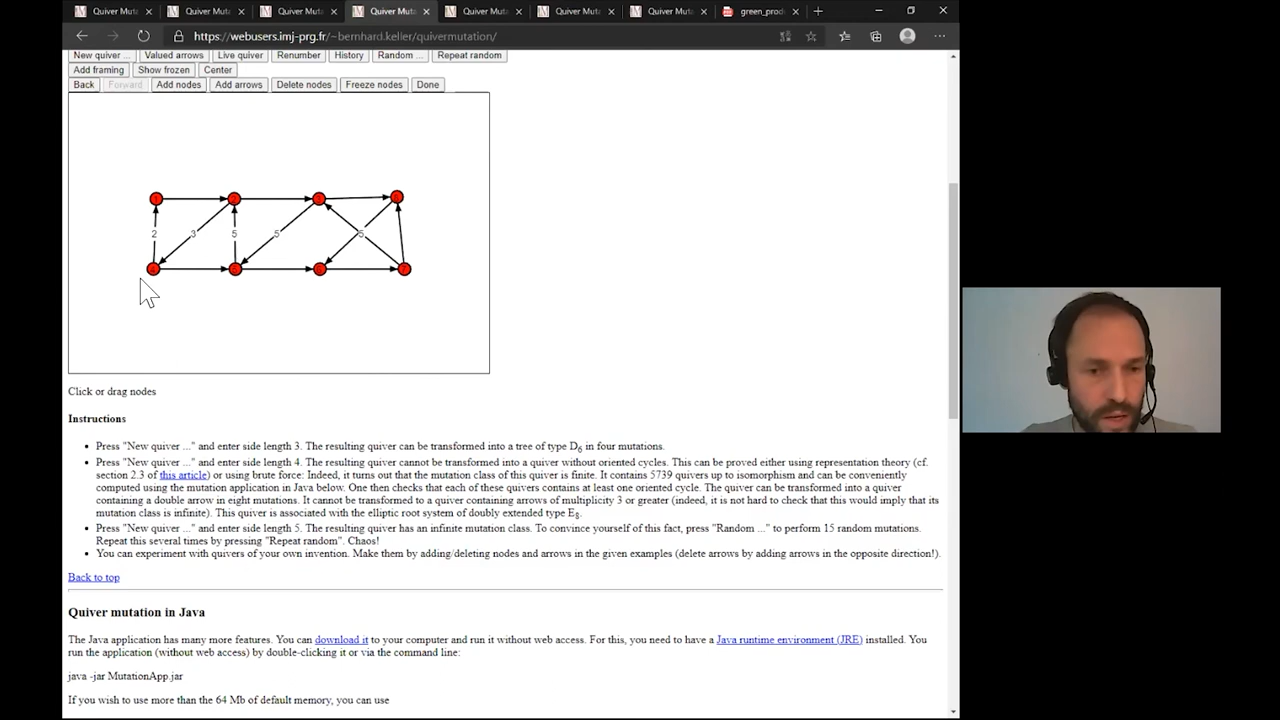 Quiver Muta
Quiver Muta
Quiver Muta
Quiver Muta
Quiver Muta
Quiver Muta
Quiver Muta
green_prod
https://webusers.imj-prg.fr/~bernhard.keller/quivermutation/
New quiver ... Valued arrows Live quiver Renumber History Random ... Repeat random
Add framing Show frozen Center
Back Forward Add nodes Add arrows Delete nodes Freeze nodes Done
2 3 5 5 5
Click or drag nodes
Instructions
• Press "New quiver ..." and enter side length 3. The resulting quiver can be transformed into a tree of type D6 in four mutations.
• Press "New quiver ..." and enter side length 4. The resulting quiver cannot be transformed into a quiver without oriented cycles. This can be proved either using representation theory (cf.
section 2.3 of this article) or using brute force: Indeed, it turns out that the mutation class of this quiver is finite. It contains 5739 quivers up to isomorphism and can be conveniently
computed using the mutation application in Java below. One then checks that each of these quivers contains at least one oriented cycle. The quiver can be transformed into a quiver
containing a double arrow in eight mutations. It cannot be transformed to a quiver containing arrows of multiplicity 3 or greater (indeed, it is not hard to check that this would imply that its
mutation class is infinite). This quiver is associated with the elliptic root system of doubly extended type E8.
• Press "New quiver ..." and enter side length 5. The resulting quiver has an infinite mutation class. To convince yourself of this fact, press "Random ..." to perform 15 random mutations.
Repeat this several times by pressing "Repeat random". Chaos!
• You can experiment with quivers of your own invention. Make them by adding/deleting nodes and arrows in the given examples (delete arrows by adding arrows in the opposite direction!).
Back to top
Quiver mutation in Java
The Java application has many more features. You can download it to your computer and run it without web access. For this, you need to have a Java runtime environment (JRE) installed. You
run the application (without web access) by double-clicking it or via the command line:
java -jar MutationApp.jar
If you wish to use more than the 64 Mb of default memory, you can use